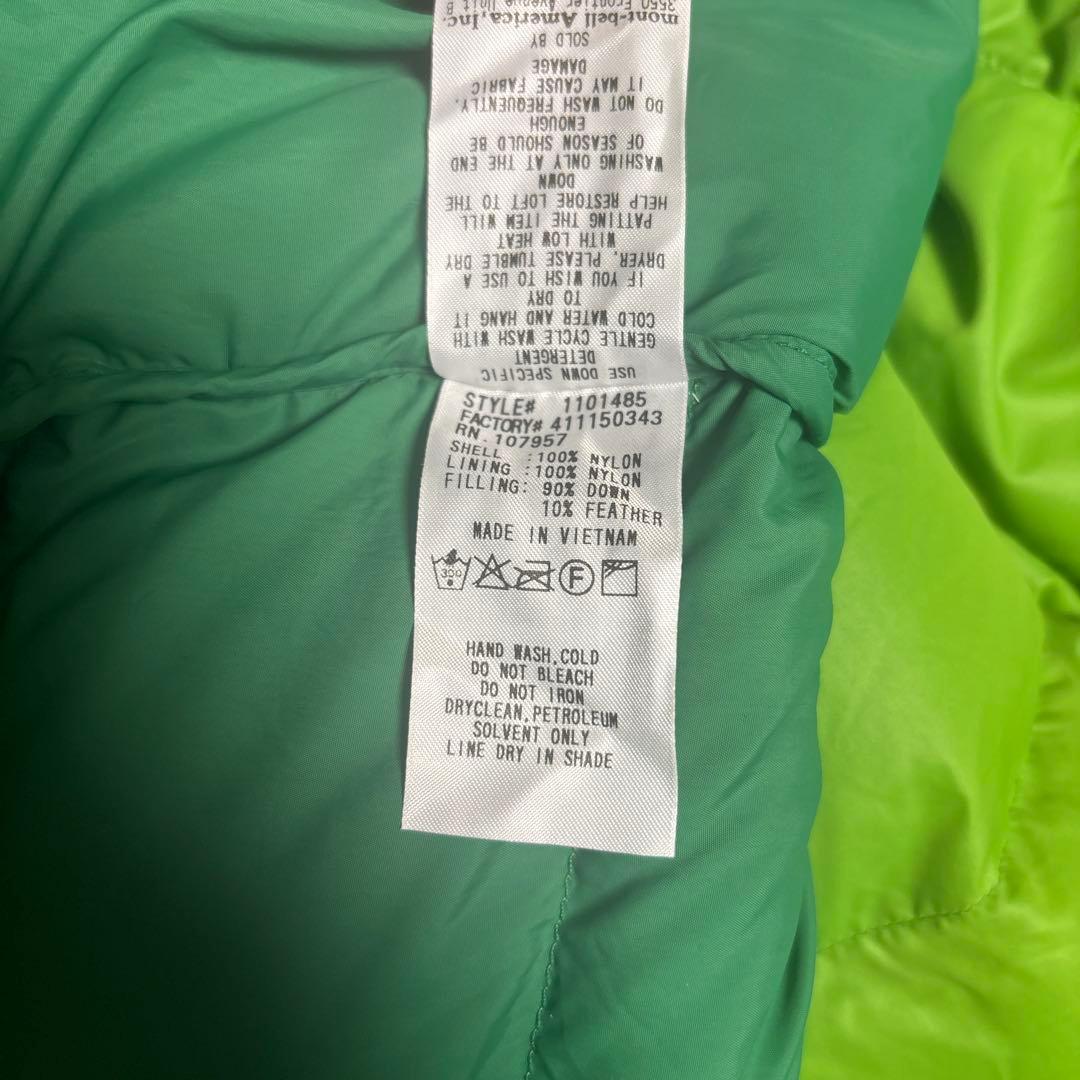 USE DOWN SPECIFIC
DETERGENT
GENTLE CYCLE WASH WITH
COLD WATER AND HANG IT
TO DRY
IF YOU WISH TO USE A
DRYER, PLEASE TUMBLE DRY
WITH LOW HEAT
PATTING THE ITEM WILL
HELP RESTORE LOFT TO THE
DOWN
WASHING ONLY AT THE END
OF SEASON SHOULD BE
ENOUGH
DO NOT WASH FREQUENTLY.
IT MAY CAUSE FABRIC
DAMAGE
SOLD BY
mont-bell America, Inc.
3550 Frontier Avenue Unit B
STYLE# 1101485
FACTORY# 411150343
RN. 107957
SHELL :100% NYLON
LINING :100% NYLON
FILLING: 90% DOWN
10% FEATHER
MADE IN VIETNAM
F
HAND WASH, COLD
DO NOT BLEACH
DO NOT IRON
DRYCLEAN, PETROLEUM
SOLVENT ONLY
LINE DRY IN SHADE